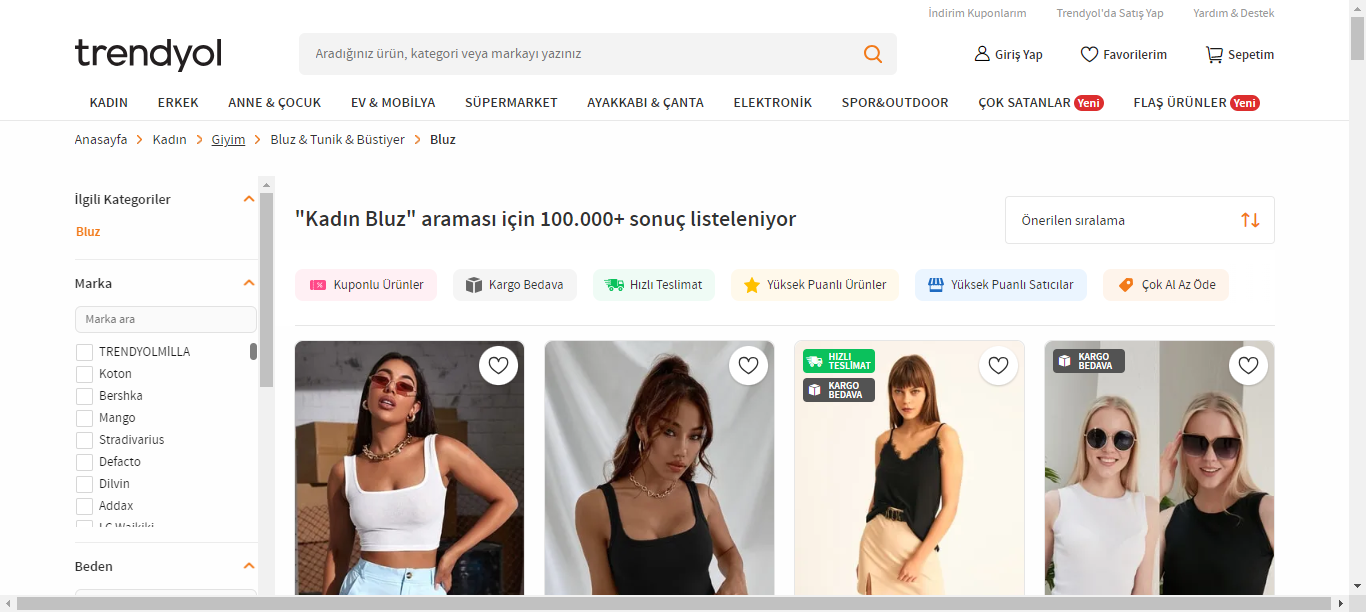 İndirim Kuponlarım Trendyol'da Satış Yap Yardım & Destek
trendyol
Aradığınız ürün, kategori veya markayı yazınız
Giriş Yap Favorilerim Sepetim
KADIN ERKEK ANNE & ÇOCUK EV & MOBİLYA SÜPERMARKET AYAKKABI & ÇANTA ELEKTRONİK SPOR&OUTDOOR ÇOK SATANLAR Yeni FLAŞ ÜRÜNLER Yeni
Anasayfa > Kadın > Giyim > Bluz & Tunik & Büstiyer > Bluz
İlgili Kategoriler
Bluz
Marka
Marka ara
TRENDYOLMİLLA
Koton
Bershka
Mango
Stradivarius
Defacto
Dilvin
Addax
LC Waikiki
Beden
"Kadın Bluz" araması için 100.000+ sonuç listeleniyor
Önerilen sıralama
Kuponlu Ürünler Kargo Bedava Hızlı Teslimat Yüksek Puanlı Ürünler Yüksek Puanlı Satıcılar Çok Al Az Öde
HIZLI
TESLİMAT
KARGO
BEDAVA
KARGO
BEDAVA